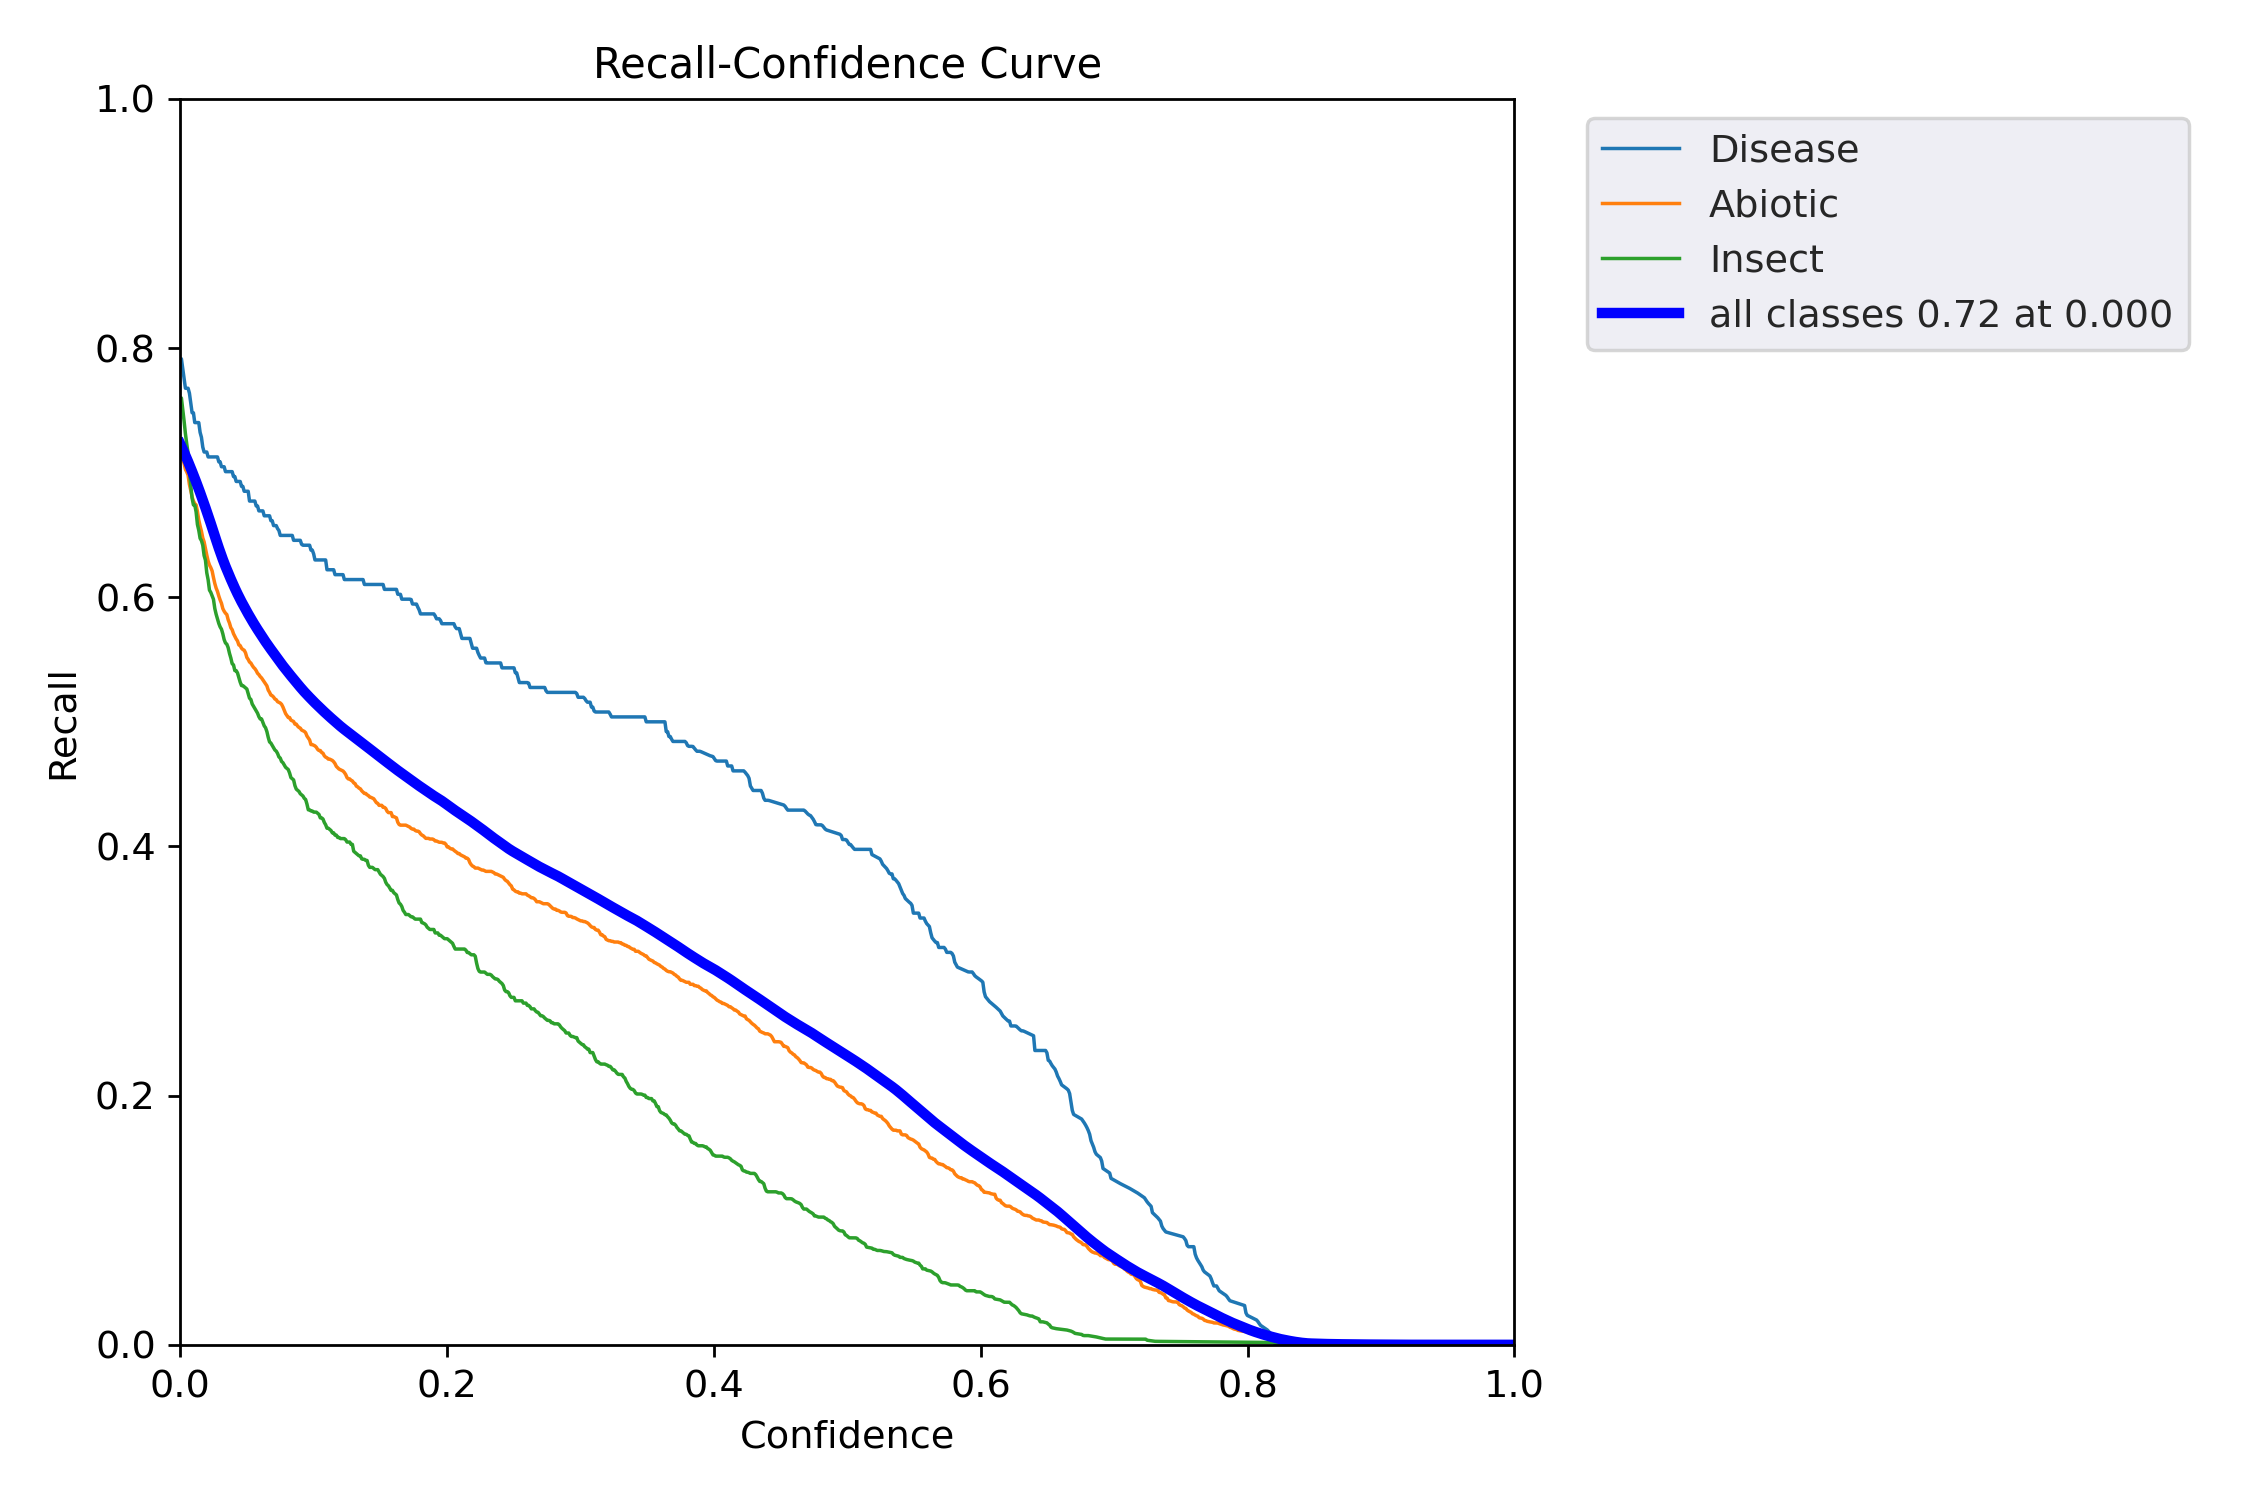 Recall-Confidence Curve
1.0
0.8
0.6
0.4
0.2
0.0
Recall
0.0 0.2 0.4 0.6 0.8 1.0
Confidence
Disease
Abiotic
Insect
all classes 0.72 at 0.000